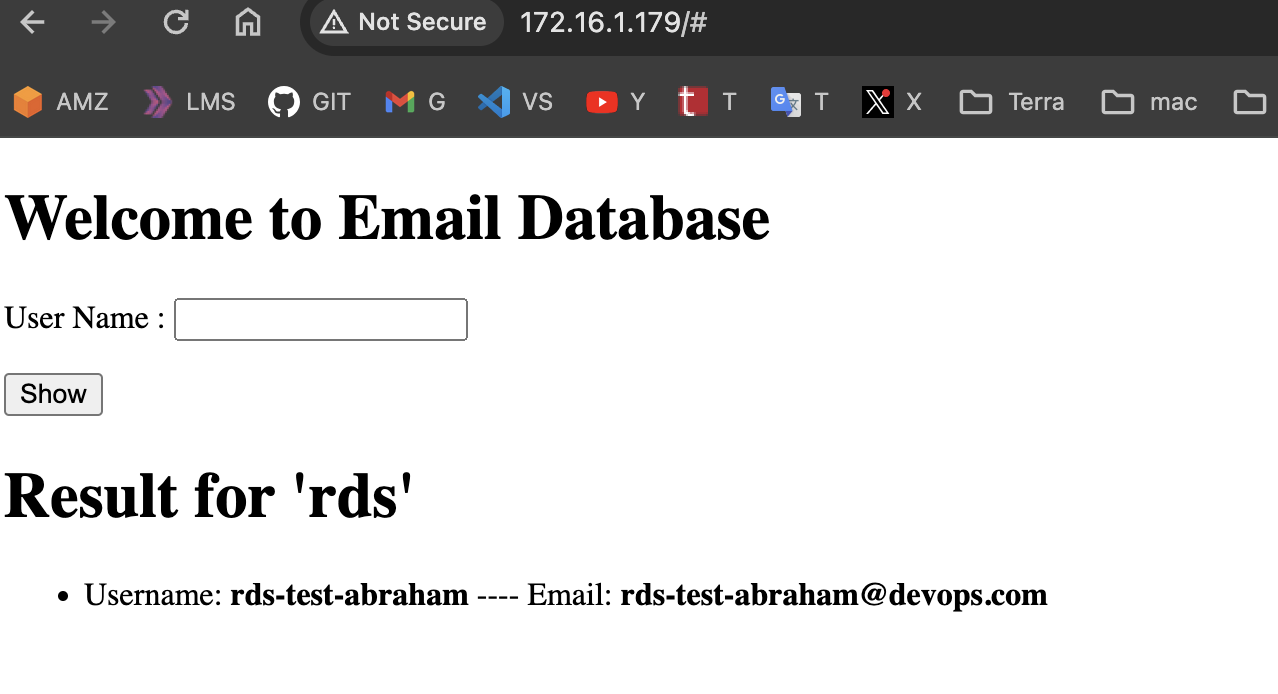 Not Secure 172.16.1.179/#
AMZ LMS GIT G VS Y T T X Terra mac
Welcome to Email Database
User Name :
Show
Result for 'rds'
• Username: rds-test-abraham ---- Email: rds-test-abraham@devops.com